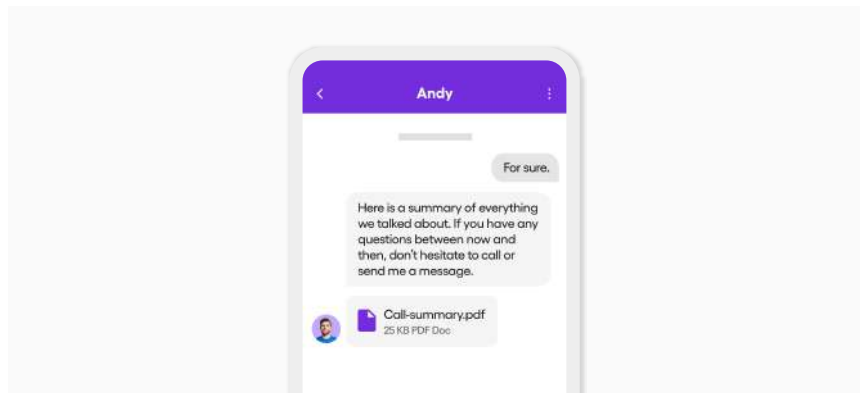 Andy
For sure.
Here is a summary of everything
we talked about. If you have any
questions between now and
then, don't hesitate to call or
send me a message.
Call-summary.pdf
25 KB PDF Doc